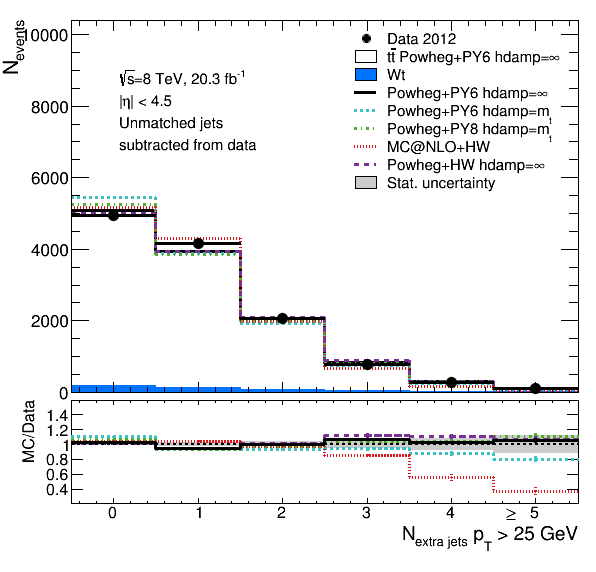 N_events
10000
8000
6000
4000
2000
0
√s=8 TeV, 20.3 fb⁻¹
|η| < 4.5
Unmatched jets
subtracted from data
Data 2012
tt̄ Powheg+PY6 hdamp=∞
Wt
Powheg+PY6 hdamp=∞
Powheg+PY6 hdamp=m_t
Powheg+PY8 hdamp=m_t
MC@NLO+HW
Powheg+HW hdamp=∞
Stat. uncertainty
MC/Data
1.4
1.2
1
0.8
0.6
0.4
0 1 2 3 4 ≥ 5
N_extra jets p_T > 25 GeV